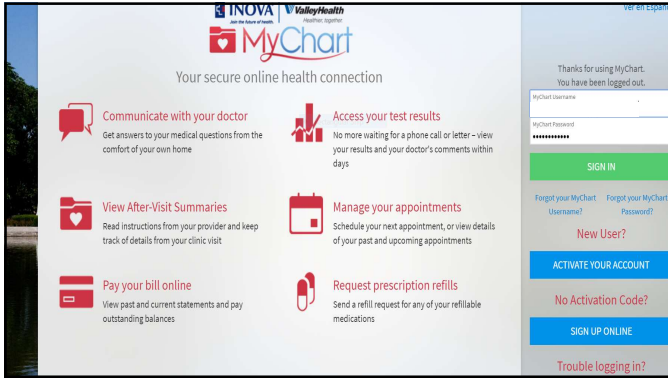 INOVA ValleyHealth
Join the future of health. Healthier, together.
MyChart
Your secure online health connection
Communicate with your doctor
Get answers to your medical questions from the
comfort of your own home
Access your test results
No more waiting for a phone call or letter – view
your results and your doctor's comments within
days
View After-Visit Summaries
Read instructions from your provider and keep
track of details from your clinic visit
Manage your appointments
Schedule your next appointment, or view details
of your past and upcoming appointments
Pay your bill online
View past and current statements and pay
outstanding balances
Request prescription refills
Send a refill request for any of your refillable
medications
Ver en Españo
Thanks for using MyChart.
You have been logged out.
MyChart Username
MyChart Password
••••••••••••
SIGN IN
Forgot your MyChart
Username?
Forgot your MyChart
Password?
New User?
ACTIVATE YOUR ACCOUNT
No Activation Code?
SIGN UP ONLINE
Trouble logging in?